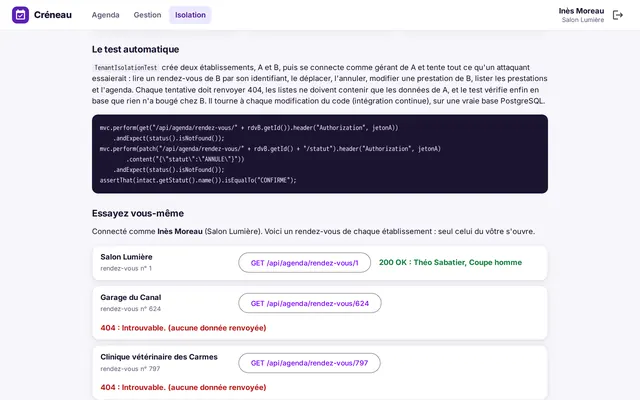 Créneau
Agenda
Gestion
Isolation
Inès Moreau
Salon Lumière
Le test automatique
TenantIsolationTest crée deux établissements, A et B, puis se connecte comme gérant de A et tente tout ce qu'un attaquant
essaierait : lire un rendez-vous de B par son identifiant, le déplacer, l'annuler, modifier une prestation de B, lister les prestations
et l'agenda. Chaque tentative doit renvoyer 404, les listes ne doivent contenir que les données de A, et le test vérifie enfin en
base que rien n'a bougé chez B. Il tourne à chaque modification du code (intégration continue), sur une vraie base PostgreSQL.
mvc.perform(get("/api/agenda/rendez-vous/" + rdvB.getId()).header("Authorization", jetonA))
.andExpect(status().isNotFound());
mvc.perform(patch("/api/agenda/rendez-vous/" + rdvB.getId() + "/statut").header("Authorization", jetonA)
.content("{\"statut\":\"ANNULE\"}"))
.andExpect(status().isNotFound());
assertThat(intact.getStatut().name()).isEqualTo("CONFIRME");
Essayez vous-même
Connecté comme Inès Moreau (Salon Lumière). Voici un rendez-vous de chaque établissement : seul celui du vôtre s'ouvre.
Salon Lumière
rendez-vous n° 1
GET /api/agenda/rendez-vous/1
200 OK : Théo Sabatier, Coupe homme
Garage du Canal
rendez-vous n° 624
GET /api/agenda/rendez-vous/624
404 : Introuvable. (aucune donnée renvoyée)
Clinique vétérinaire des Carmes
rendez-vous n° 797
GET /api/agenda/rendez-vous/797
404 : Introuvable. (aucune donnée renvoyée)